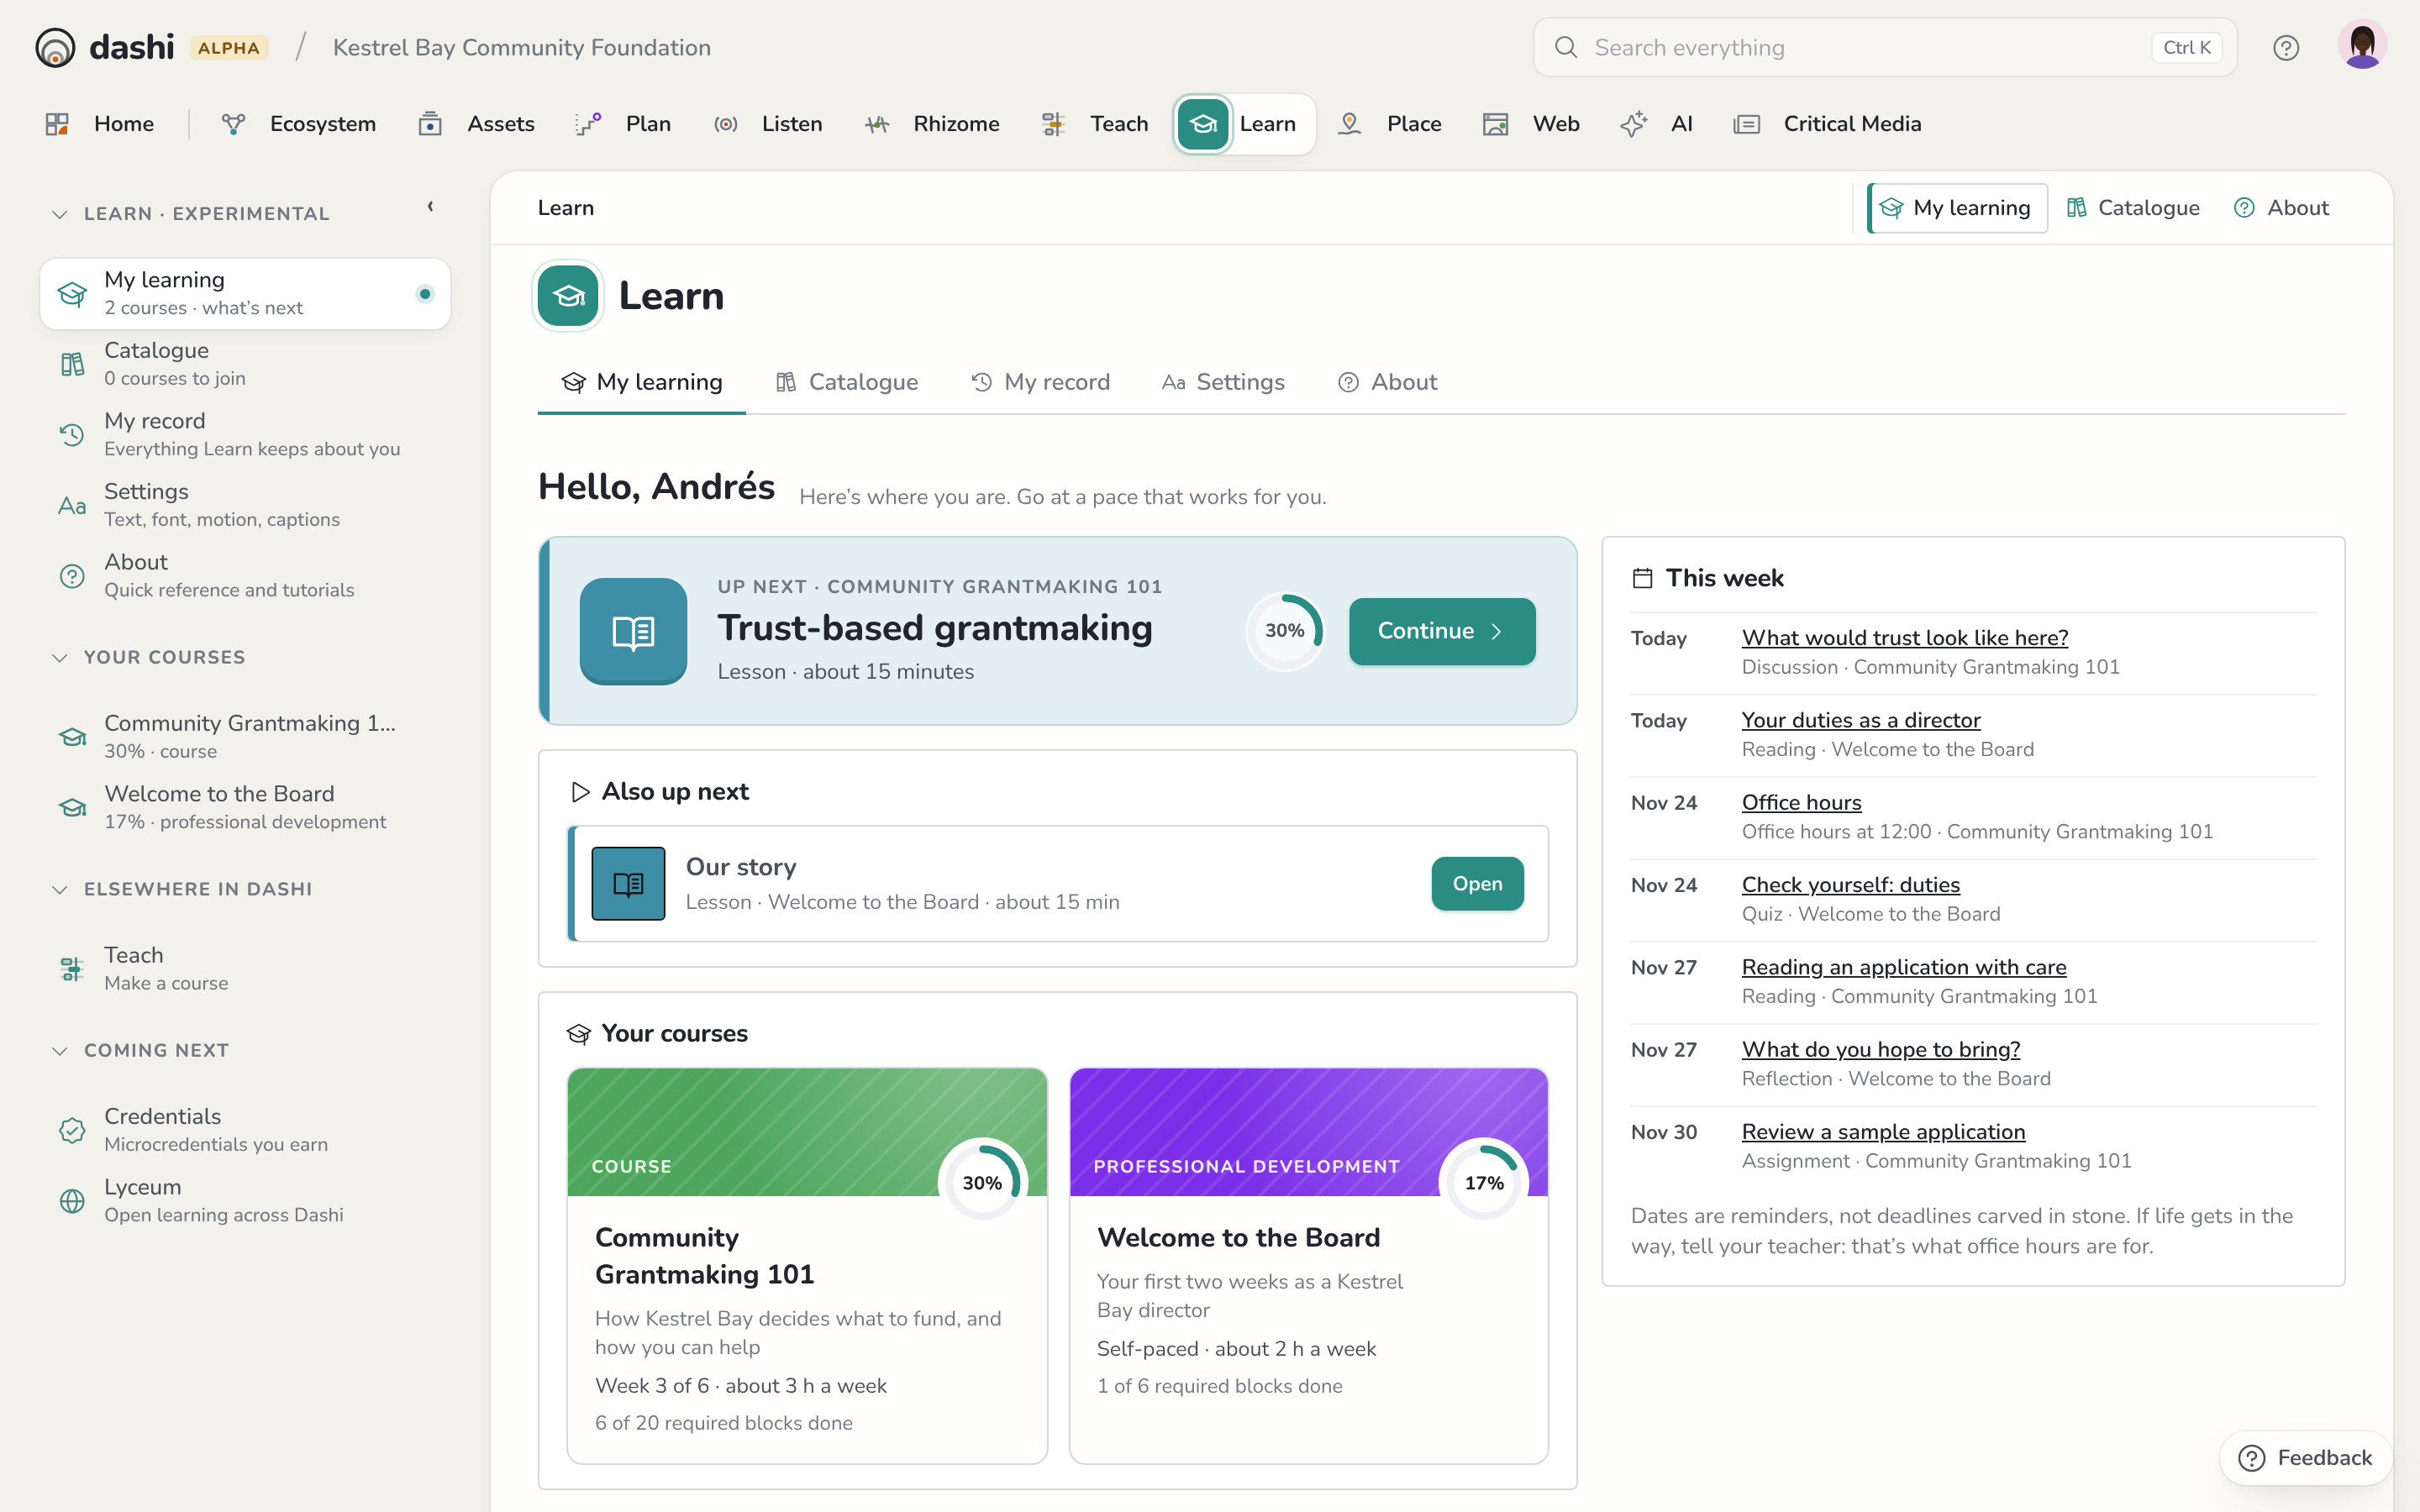 dashi ALPHA / Kestrel Bay Community Foundation
Search everything Ctrl K
Home Ecosystem Assets Plan Listen Rhizome Teach Learn Place Web AI Critical Media
LEARN · EXPERIMENTAL
My learning
2 courses · what's next
Catalogue
0 courses to join
My record
Everything Learn keeps about you
Aa Settings
Text, font, motion, captions
About
Quick reference and tutorials
YOUR COURSES
Community Grantmaking 1...
30% · course
Welcome to the Board
17% · professional development
ELSEWHERE IN DASHI
Teach
Make a course
COMING NEXT
Credentials
Microcredentials you earn
Lyceum
Open learning across Dashi
Learn
My learning Catalogue About
Learn
My learning Catalogue My record Aa Settings About
Hello, Andrés Here's where you are. Go at a pace that works for you.
UP NEXT · COMMUNITY GRANTMAKING 101
Trust-based grantmaking
Lesson · about 15 minutes
30%
Continue
Also up next
Our story
Lesson · Welcome to the Board · about 15 min
Open
Your courses
COURSE
30%
Community
Grantmaking 101
How Kestrel Bay decides what to fund, and
how you can help
Week 3 of 6 · about 3 h a week
6 of 20 required blocks done
PROFESSIONAL DEVELOPMENT
17%
Welcome to the Board
Your first two weeks as a Kestrel
Bay director
Self-paced · about 2 h a week
1 of 6 required blocks done
This week
Today What would trust look like here?
Discussion · Community Grantmaking 101
Today Your duties as a director
Reading · Welcome to the Board
Nov 24 Office hours
Office hours at 12:00 · Community Grantmaking 101
Nov 24 Check yourself: duties
Quiz · Welcome to the Board
Nov 27 Reading an application with care
Reading · Community Grantmaking 101
Nov 27 What do you hope to bring?
Reflection · Welcome to the Board
Nov 30 Review a sample application
Assignment · Community Grantmaking 101
Dates are reminders, not deadlines carved in stone. If life gets in the
way, tell your teacher: that's what office hours are for.
Feedback